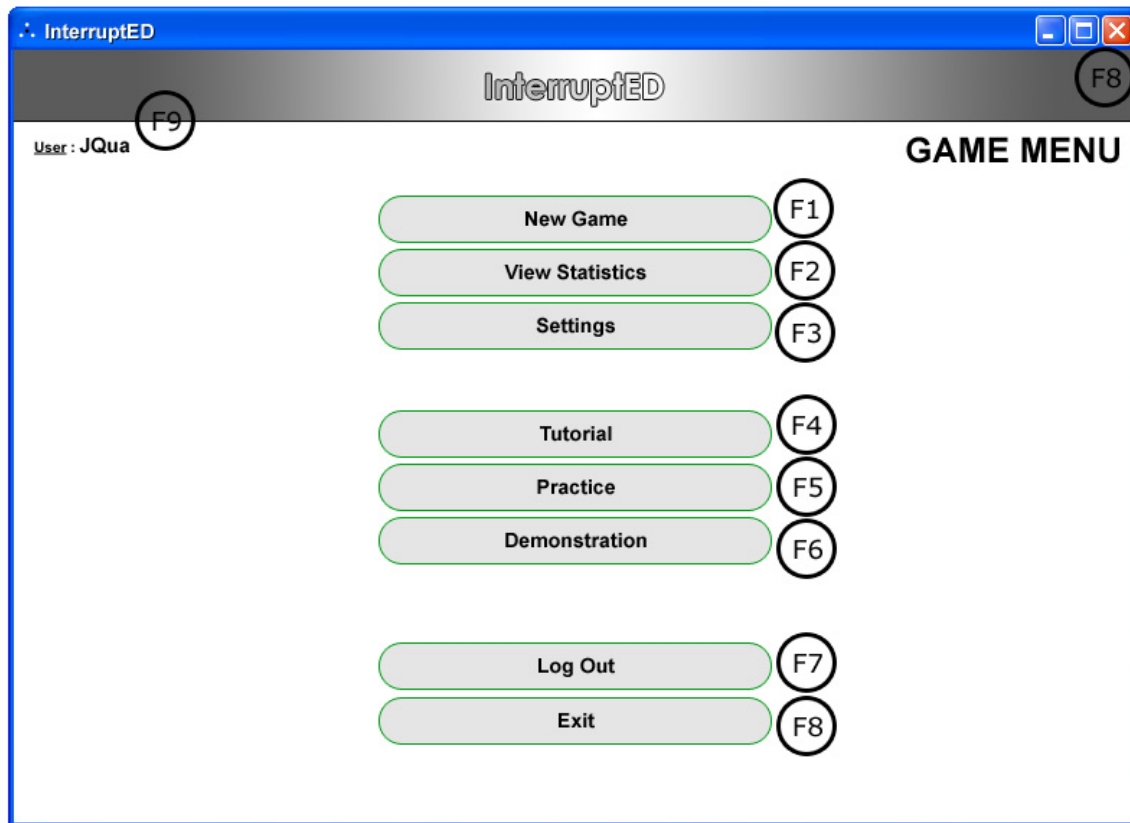 InterruptED
InterruptED
F8
F9
User : JQua
GAME MENU
New Game
F1
View Statistics
F2
Settings
F3
Tutorial
F4
Practice
F5
Demonstration
F6
Log Out
F7
Exit
F8